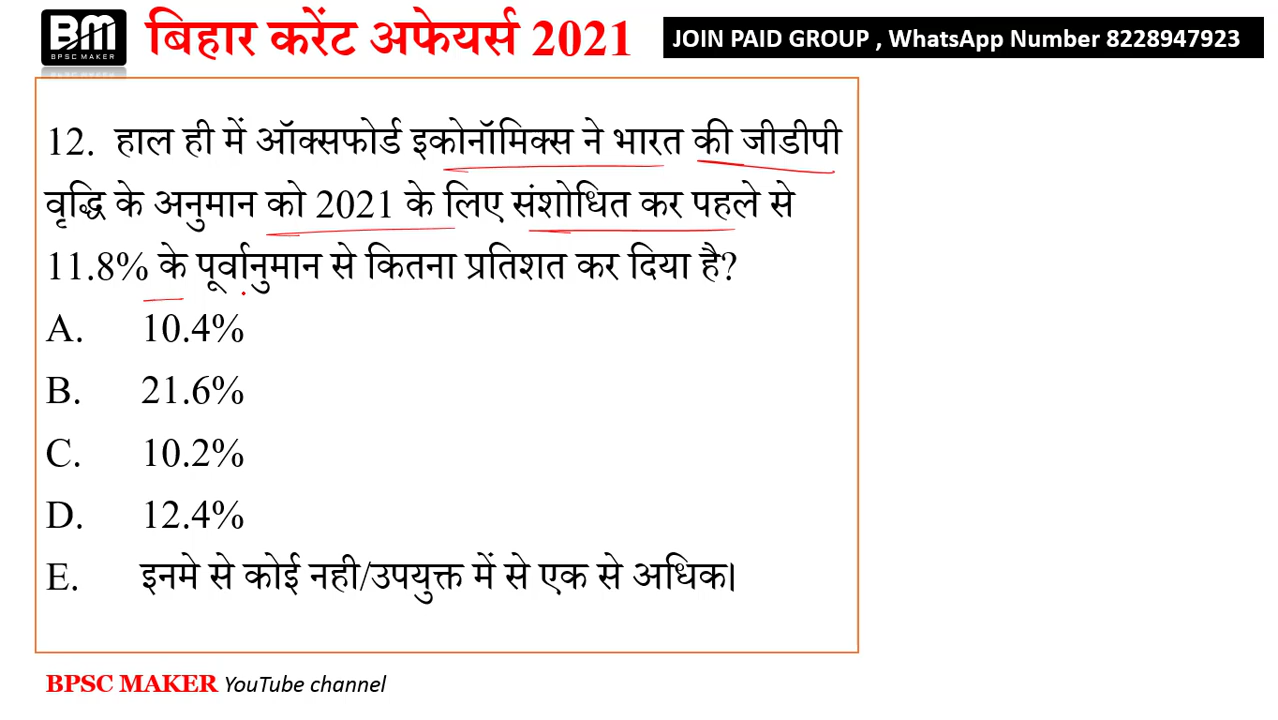 BM
BPSC MAKER
बिहार करेंट अफेयर्स 2021
JOIN PAID GROUP , WhatsApp Number 8228947923
12. हाल ही में ऑक्सफोर्ड इकोनॉमिक्स ने भारत की जीडीपी
वृद्धि के अनुमान को 2021 के लिए संशोधित कर पहले से
11.8% के पूर्वानुमान से कितना प्रतिशत कर दिया है?
A. 10.4%
B. 21.6%
C. 10.2%
D. 12.4%
E. इनमे से कोई नही/उपयुक्त में से एक से अधिक।
BPSC MAKER YouTube channel